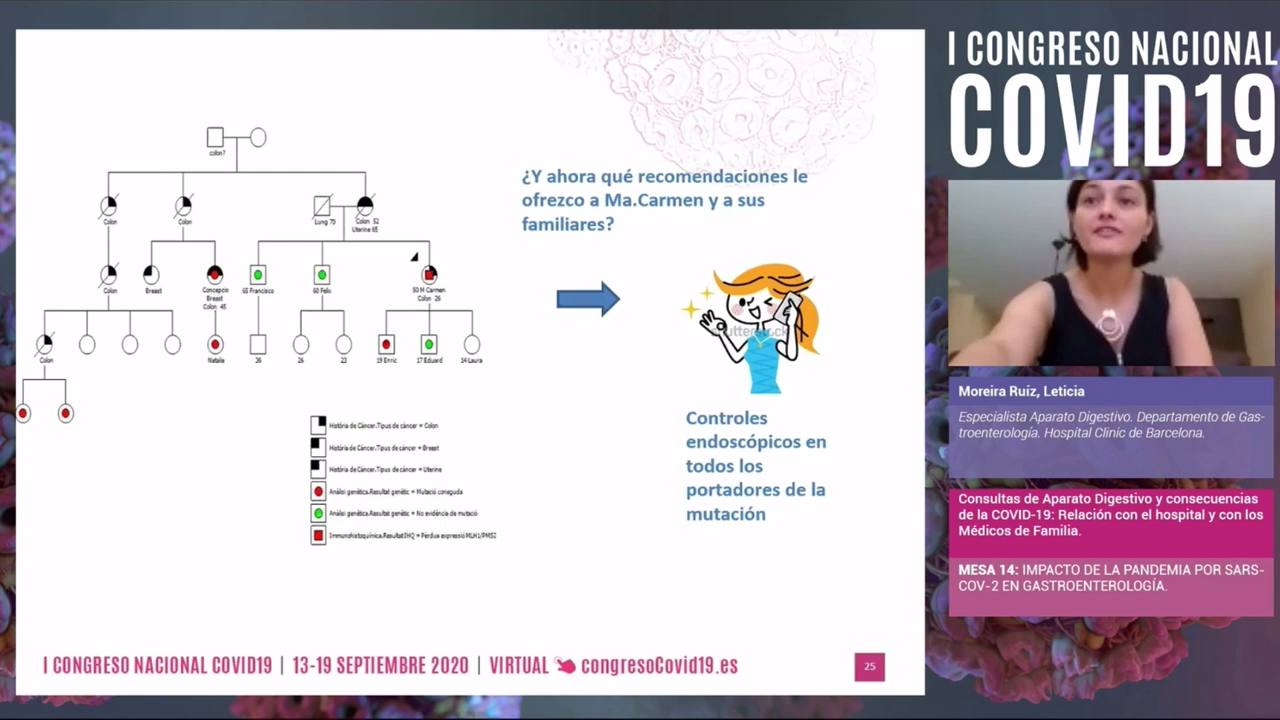 colon?
Colon
Colon
Lung 70
Colon 52
Uterine 65
Colon
Breast
Concepcio
Breast
Colon 45
65 Francisco
60 Felix
50 M Carmen
Colon 26
Colon
Natalia
36
26
23
19 Enric
17 Eduard
14 Laura
Història de Càncer.Tipus de càncer = Colon
Història de Càncer.Tipus de càncer = Breast
Història de Càncer.Tipus de càncer = Uterine
Anàlisi genètica.Resultat genètic = Mutació coneguda
Anàlisi genètica.Resultat genètic = No evidència de mutació
Immunohistoquímica.Resultat IHQ = Pèrdua expressió MLH1/PMS2
¿Y ahora qué recomendaciones le
ofrezco a Ma.Carmen y a sus
familiares?
Controles
endoscópicos en
todos los
portadores de la
mutación
I CONGRESO NACIONAL COVID19 | 13-19 SEPTIEMBRE 2020 | VIRTUAL congresoCovid19.es
25
I CONGRESO NACIONAL
COVID19
Moreira Ruíz, Leticia
Especialista Aparato Digestivo. Departamento de Gas-
troenterología. Hospital Clínic de Barcelona.
Consultas de Aparato Digestivo y consecuencias
de la COVID-19: Relación con el hospital y con los
Médicos de Familia.
MESA 14: IMPACTO DE LA PANDEMIA POR SARS-
COV-2 EN GASTROENTEROLOGÍA.